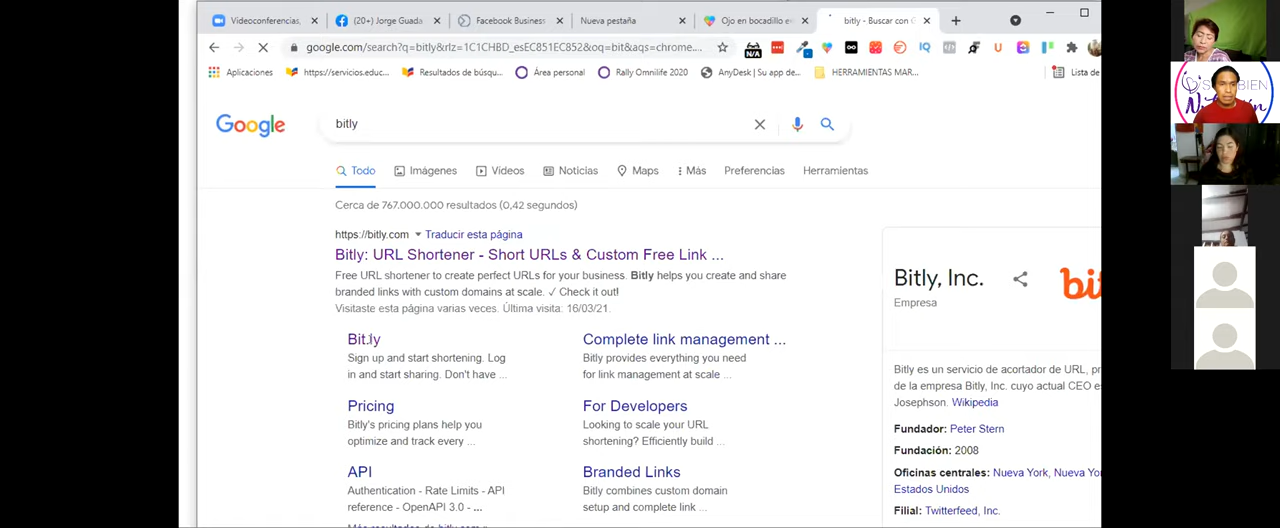 Videoconferencias,
(20+) Jorge Guada
Facebook Business
Nueva pestaña
Ojo en bocadillo e
bitly - Buscar con G
google.com/search?q=bitly&rlz=1C1CHBD_esEC851EC852&oq=bit&aqs=chrome....
N/A
Aplicaciones
https://servicios.educ...
Resultados de búsqu...
Área personal
Rally Omnilife 2020
AnyDesk | Su app de...
HERRAMIENTAS MAR...
Lista de
Google
bitly
Todo
Imágenes
Vídeos
Noticias
Maps
Más
Preferencias
Herramientas
Cerca de 767.000.000 resultados (0,42 segundos)
https://bitly.com
Traducir esta página
Bitly: URL Shortener - Short URLs & Custom Free Link ...
Free URL shortener to create perfect URLs for your business. Bitly helps you create and share
branded links with custom domains at scale. ✓ Check it out!
Visitaste esta página varias veces. Última visita: 16/03/21.
Bit.ly
Sign up and start shortening. Log
in and start sharing. Don't have ...
Complete link management ...
Bitly provides everything you need
for link management at scale ...
Pricing
Bitly's pricing plans help you
optimize and track every ...
For Developers
Looking to scale your URL
shortening? Efficiently build ...
API
Authentication - Rate Limits - API
reference - OpenAPI 3.0 - ...
Branded Links
Bitly combines custom domain
setup and complete link ...
Bitly, Inc.
Empresa
bi
Bitly es un servicio de acortador de URL, pr
de la empresa Bitly, Inc. cuyo actual CEO es
Josephson. Wikipedia
Fundador: Peter Stern
Fundación: 2008
Oficinas centrales: Nueva York, Nueva Yor
Estados Unidos
Filial: Twitterfeed, Inc.